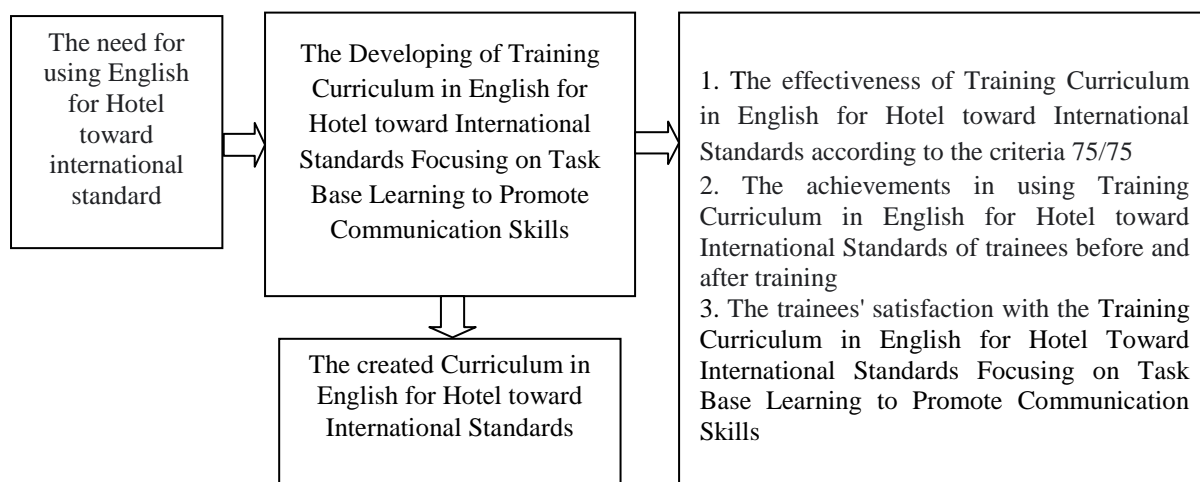 The need for
using English
for Hotel
toward
international
standard
The Developing of Training
Curriculum in English for
Hotel toward International
Standards Focusing on Task
Base Learning to Promote
Communication Skills
The created Curriculum in
English for Hotel toward
International Standards
1. The effectiveness of Training Curriculum
in English for Hotel toward International
Standards according to the criteria 75/75
2. The achievements in using Training
Curriculum in English for Hotel toward
International Standards of trainees before and
after training
3. The trainees' satisfaction with the Training
Curriculum in English for Hotel Toward
International Standards Focusing on Task
Base Learning to Promote Communication
Skills